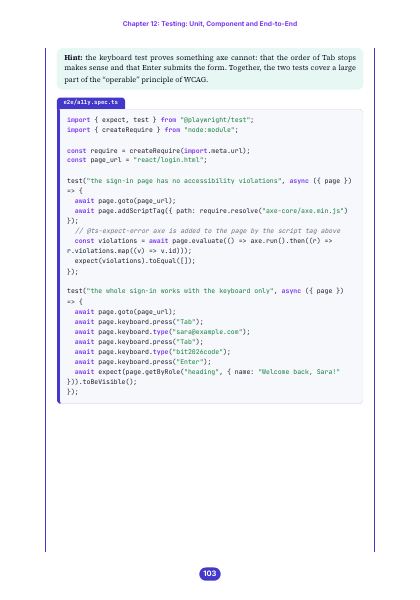 Chapter 12: Testing: Unit, Component and End-to-End
Hint: the keyboard test proves something axe cannot: that the order of Tab stops
makes sense and that Enter submits the form. Together, the two tests cover a large
part of the “operable” principle of WCAG.
e2e/a11y.spec.ts
import { expect, test } from "@playwright/test";
import { createRequire } from "node:module";
const require = createRequire(import.meta.url);
const page_url = "react/login.html";
test("the sign-in page has no accessibility violations", async ({ page })
=> {
  await page.goto(page_url);
  await page.addScriptTag({ path: require.resolve("axe-core/axe.min.js")
});
  // @ts-expect-error axe is added to the page by the script tag above
  const violations = await page.evaluate(() => axe.run().then((r) =>
r.violations.map((v) => v.id)));
  expect(violations).toEqual([]);
});
test("the whole sign-in works with the keyboard only", async ({ page })
=> {
  await page.goto(page_url);
  await page.keyboard.press("Tab");
  await page.keyboard.type("sara@example.com");
  await page.keyboard.press("Tab");
  await page.keyboard.type("bit2026code");
  await page.keyboard.press("Enter");
  await expect(page.getByRole("heading", { name: "Welcome back, Sara!"
})).toBeVisible();
});
103